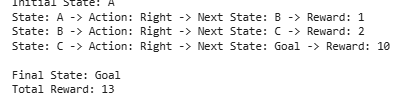 Initial State: A
State: A -> Action: Right -> Next State: B -> Reward: 1
State: B -> Action: Right -> Next State: C -> Reward: 2
State: C -> Action: Right -> Next State: Goal -> Reward: 10
Final State: Goal
Total Reward: 13